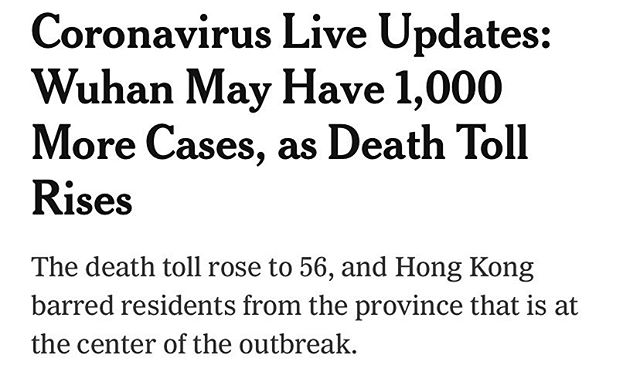 Coronavirus Live Updates:
Wuhan May Have 1,000
More Cases, as Death Toll
Rises
The death toll rose to 56, and Hong Kong
barred residents from the province that is at
the center of the outbreak.